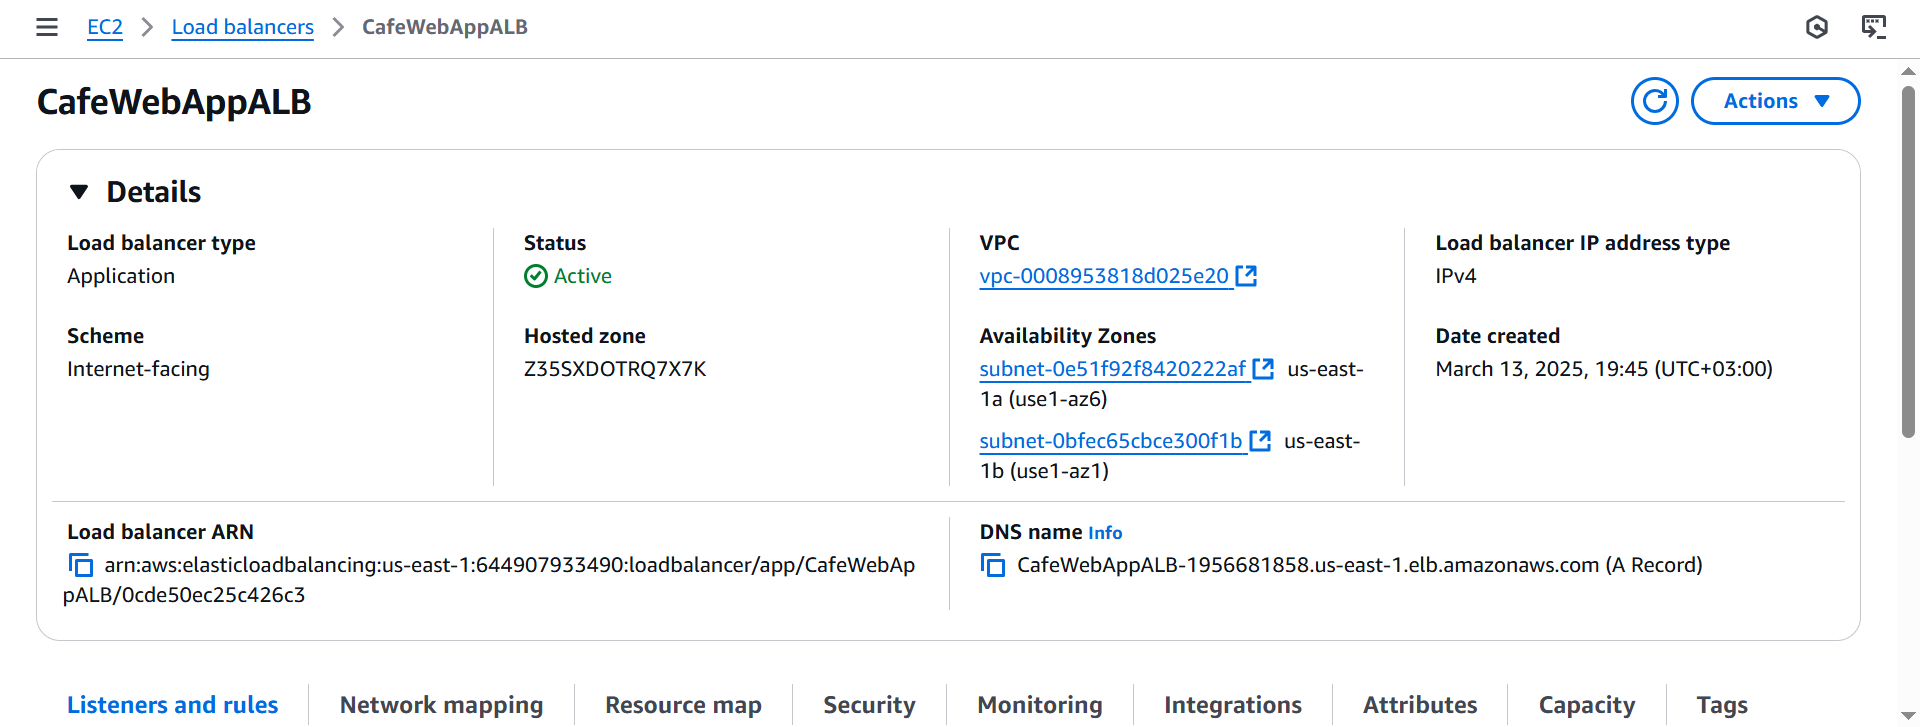 EC2 > Load balancers > CafeWebAppALB
CafeWebAppALB
Actions
Details
Load balancer type
Application
Status
Active
VPC
vpc-0008953818d025e20
Load balancer IP address type
IPv4
Scheme
Internet-facing
Hosted zone
Z35SXDOTRQ7X7K
Availability Zones
subnet-0e51f92f8420222af us-east-
1a (use1-az6)
subnet-0bfec65cbce300f1b us-east-
1b (use1-az1)
Date created
March 13, 2025, 19:45 (UTC+03:00)
Load balancer ARN
arn:aws:elasticloadbalancing:us-east-1:644907933490:loadbalancer/app/CafeWebAp
pALB/0cde50ec25c426c3
DNS name Info
CafeWebAppALB-1956681858.us-east-1.elb.amazonaws.com (A Record)
Listeners and rules Network mapping Resource map Security Monitoring Integrations Attributes Capacity Tags